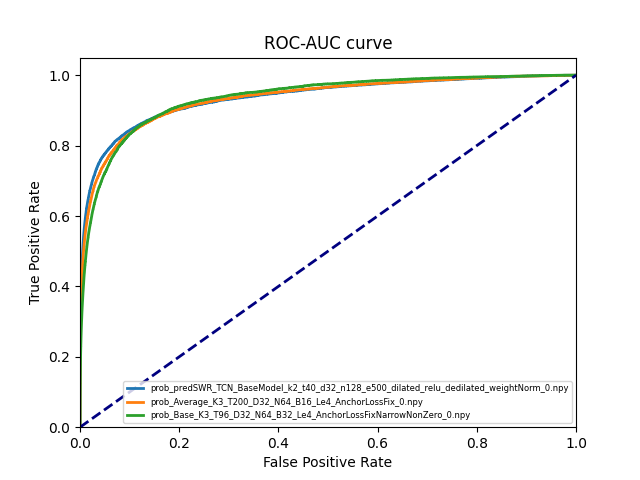 ROC-AUC curve
1.0
0.8
0.6
0.4
0.2
0.0
True Positive Rate
prob_predSWR_TCN_BaseModel_k2_t40_d32_n128_e500_dilated_relu_dedilated_weightNorm_0.npy
prob_Average_K3_T200_D32_N64_B16_Le4_AnchorLossFix_0.npy
prob_Base_K3_T96_D32_N64_B32_Le4_AnchorLossFixNarrowNonZero_0.npy
0.0 0.2 0.4 0.6 0.8 1.0
False Positive Rate